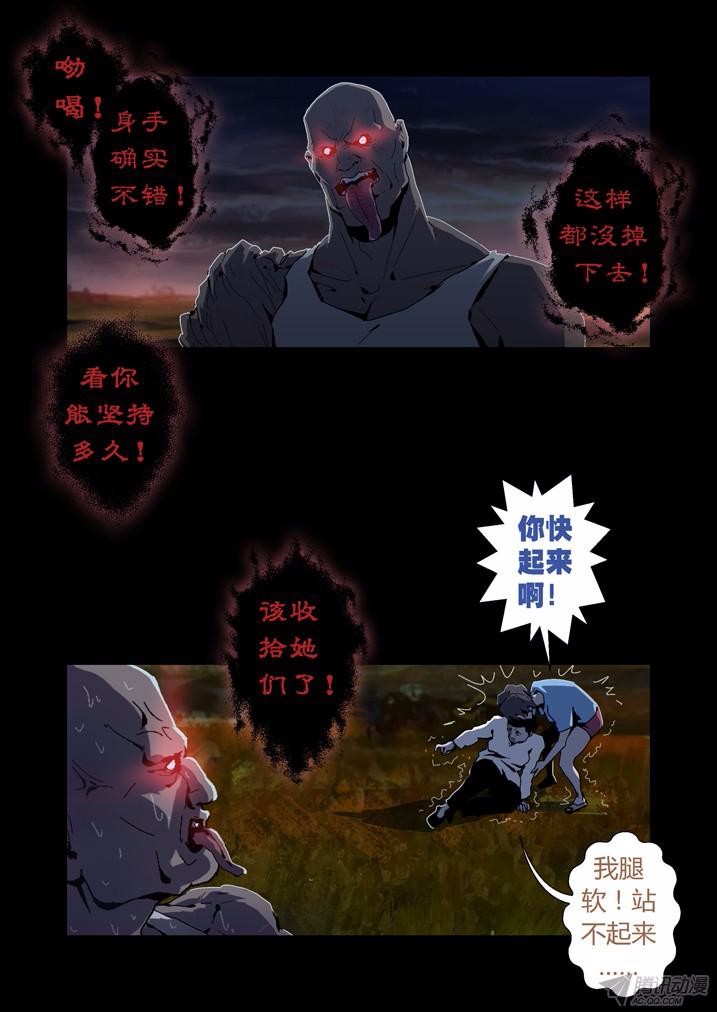 呦
喝！
身手
确实
不错！
这样
都没掉
下去！
看你
能坚持
多久！
你快
起来
啊！
该收
拾她
们了！
我腿
软！站
不起来
……
腾讯动漫
AC.QQ.COM